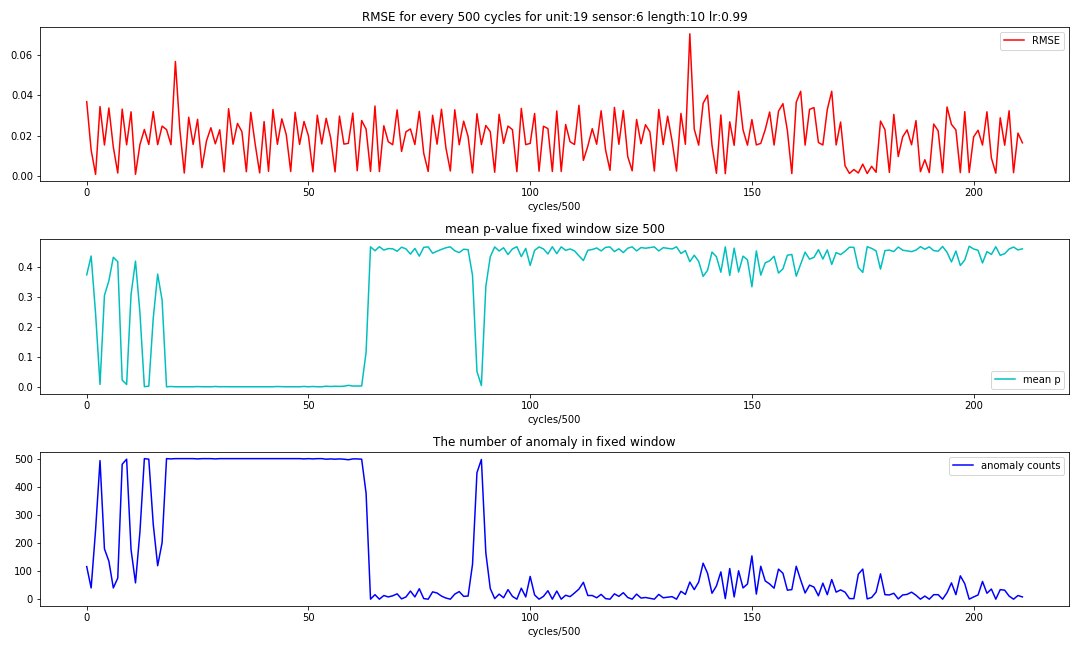 RMSE for every 500 cycles for unit:19 sensor:6 length:10 lr:0.99
RMSE
0.06
0.04
0.02
0.00
0 50 100 150 200
cycles/500
mean p-value fixed window size 500
0.4
0.3
0.2
0.1
0.0
mean p
0 50 100 150 200
cycles/500
The number of anomaly in fixed window
anomaly counts
500
400
300
200
100
0
0 50 100 150 200
cycles/500